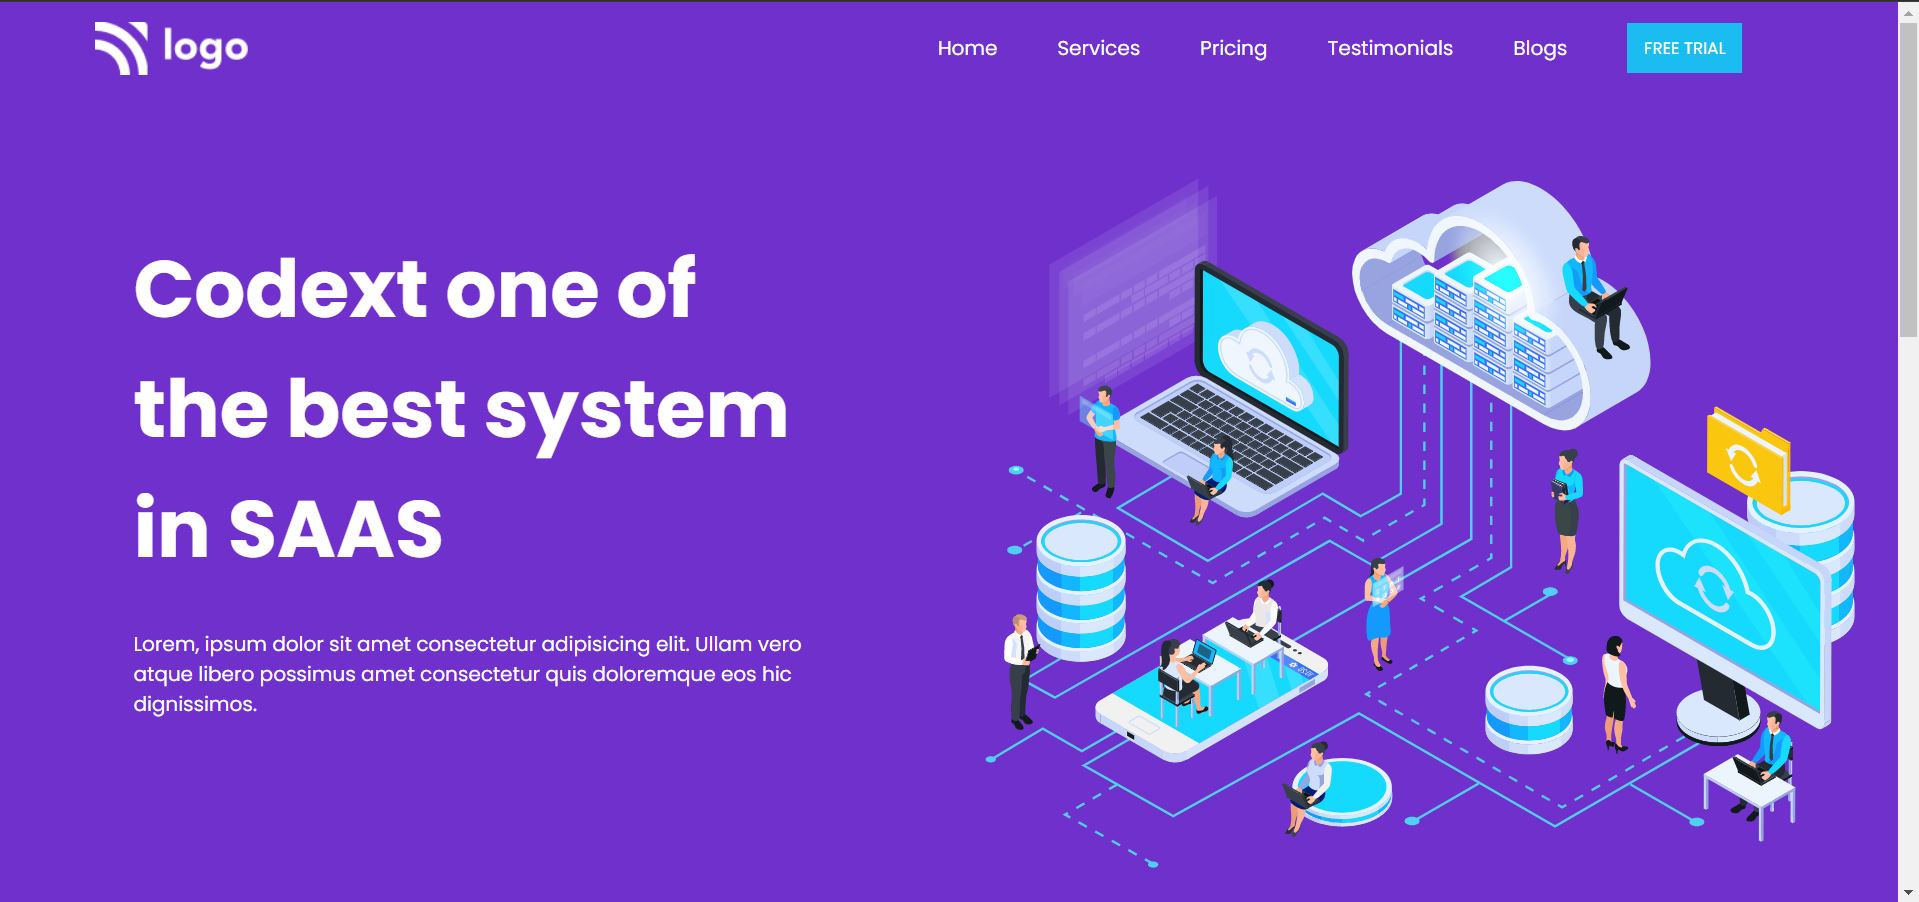 logo
Home Services Pricing Testimonials Blogs FREE TRIAL
Codext one of
the best system
in SAAS
Lorem, ipsum dolor sit amet consectetur adipisicing elit. Ullam vero
atque libero possimus amet consectetur quis doloremque eos hic
dignissimos.